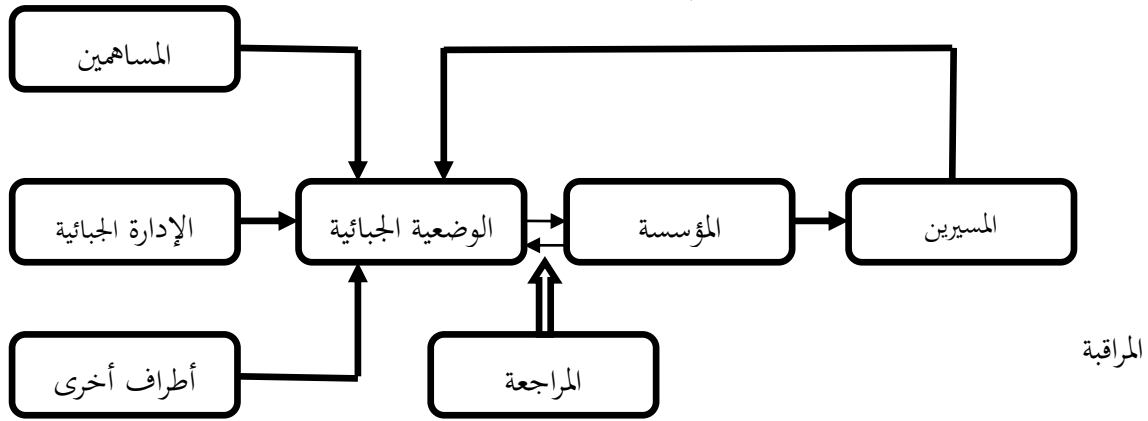 المساهمين
المسيرين
المؤسسة
الوضعية الجبائية
الإدارة الجبائية
المراقبة
المراجعة
أطراف أخرى